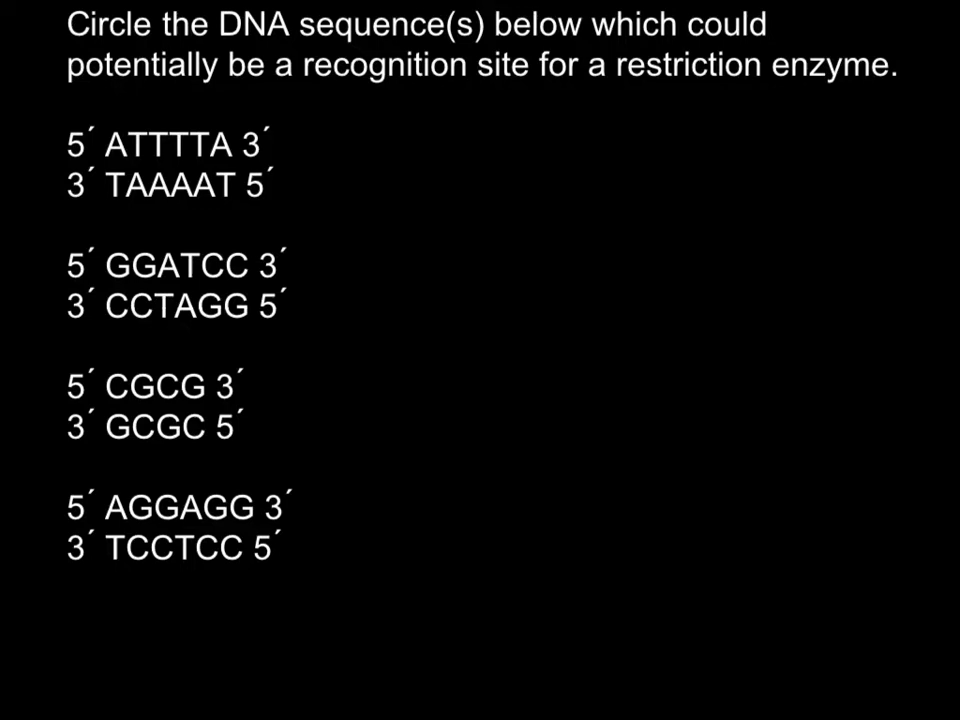 Circle the DNA sequence(s) below which could
potentially be a recognition site for a restriction enzyme.
5´ ATTTTA 3´
3´ TAAAAT 5´
5´ GGATCC 3´
3´ CCTAGG 5´
5´ CGCG 3´
3´ GCGC 5´
5´ AGGAGG 3´
3´ TCCTCC 5´